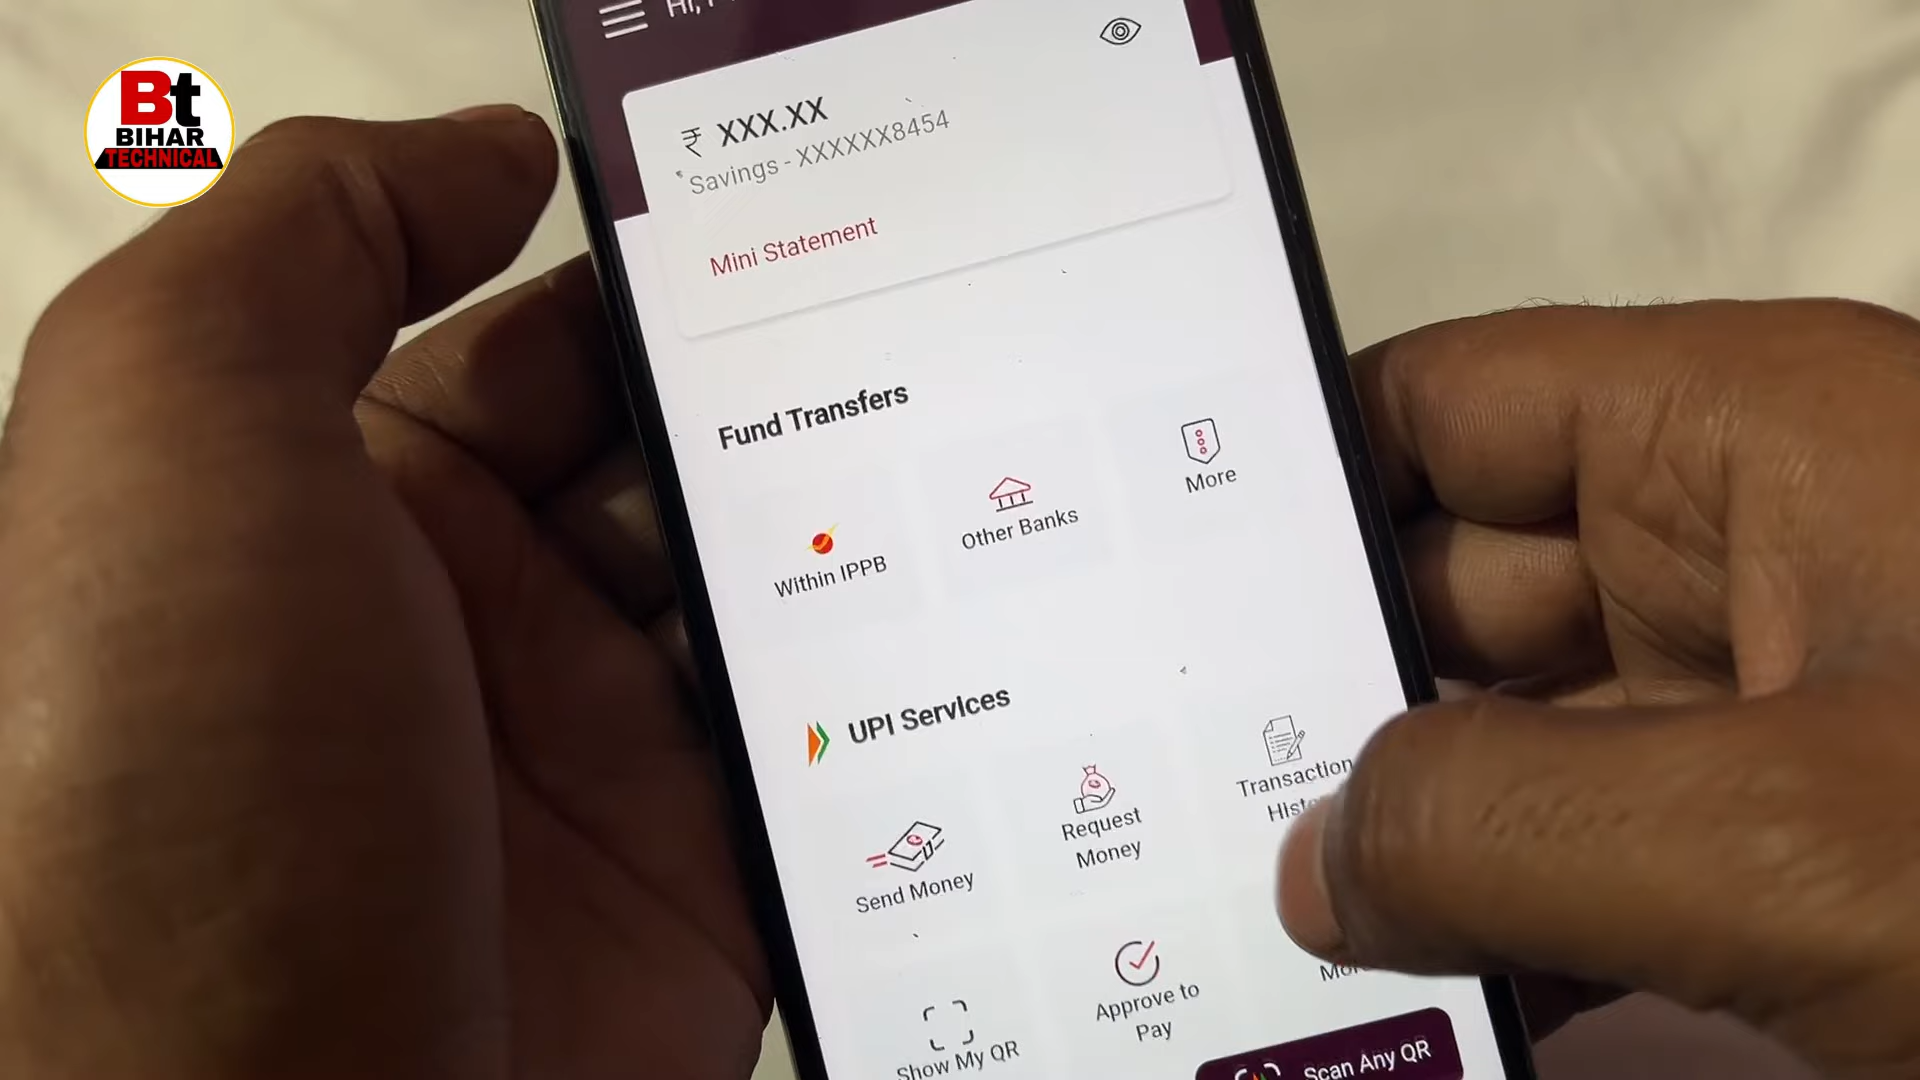 Bt
BIHAR
TECHNICAL
Hi,
₹ XXX.XX
Savings - XXXXXX8454
Mini Statement
Fund Transfers
Within IPPB
Other Banks
More
UPI Services
Send Money
Request
Money
Transaction
Show My QR
Approve to
Pay
Scan Any QR